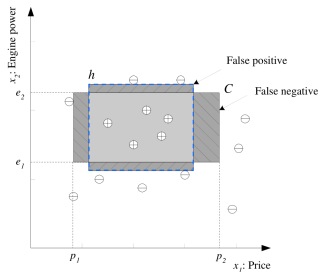 x₂: Engine power
h
False positive
C
e₂
False negative
e₁
p₁
p₂
x₁: Price